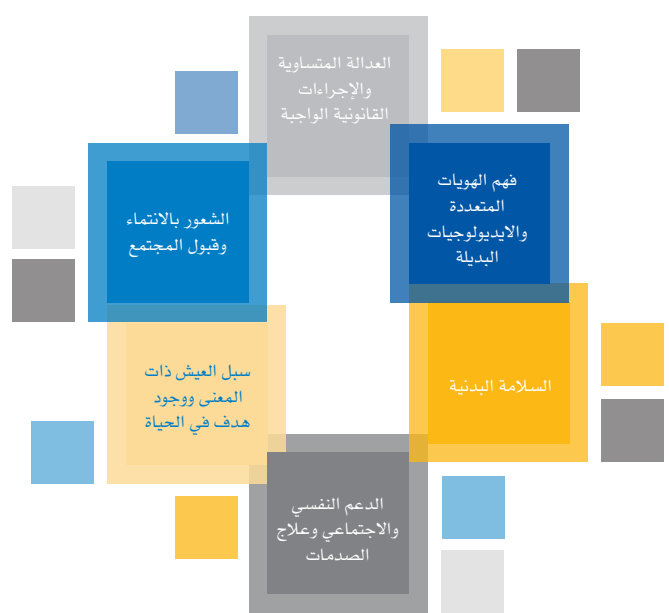 العدالة المتساوية
والإجراءات
القانونية الواجبة
فهم الهويات
المتعددة
والايديولوجيات
البديلة
الشعور بالانتماء
وقبول المجتمع
السلامة البدنية
سبل العيش ذات
المعنى ووجود
هدف في الحياة
الدعم النفسي
والاجتماعي وعلاج
الصدمات